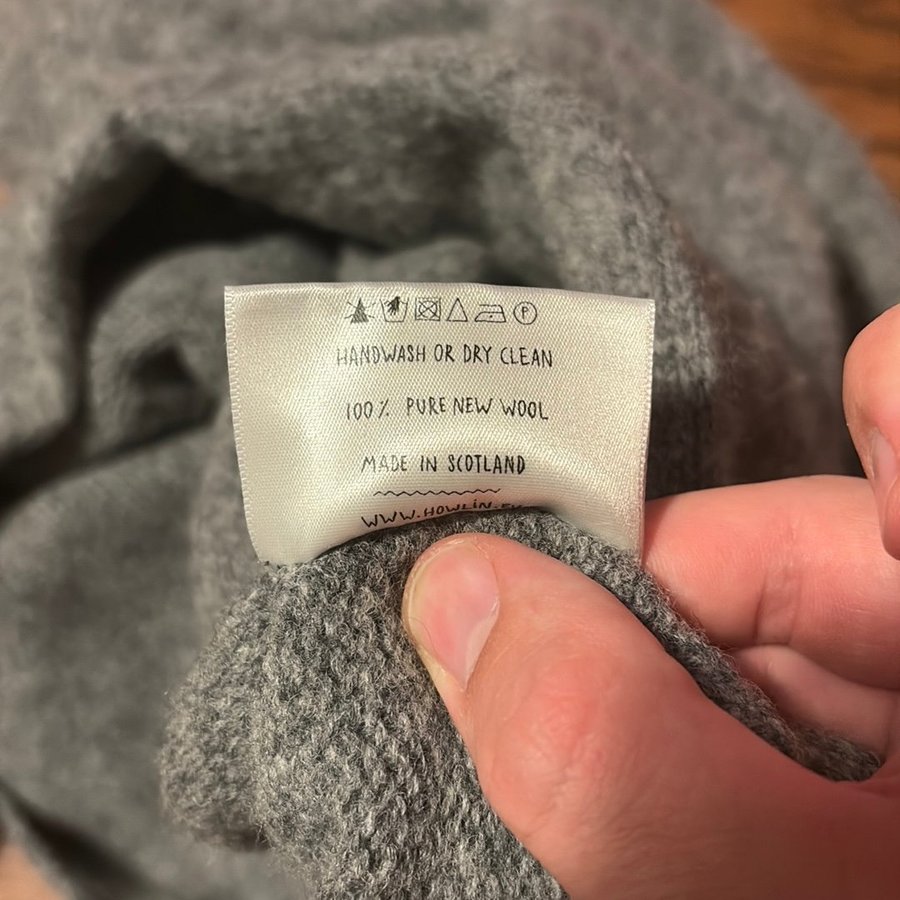 HANDWASH OR DRY CLEAN
100% PURE NEW WOOL
MADE IN SCOTLAND
WWW.HOWLIN.